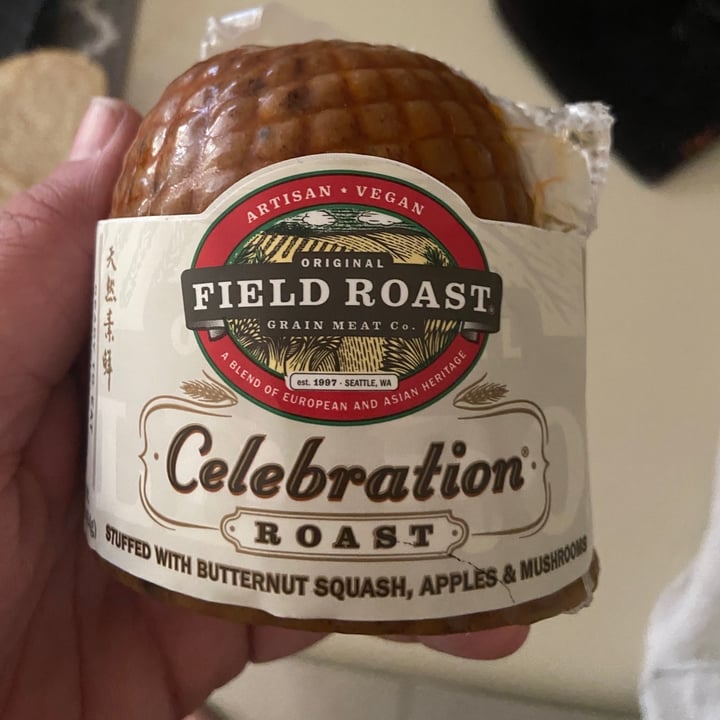 ARTISAN * VEGAN
ORIGINAL
FIELD ROAST®
GRAIN MEAT Co.
est. 1997 · SEATTLE, WA
A BLEND OF EUROPEAN AND ASIAN HERITAGE
Celebration®
ROAST
STUFFED WITH BUTTERNUT SQUASH, APPLES & MUSHROOMS
天然素